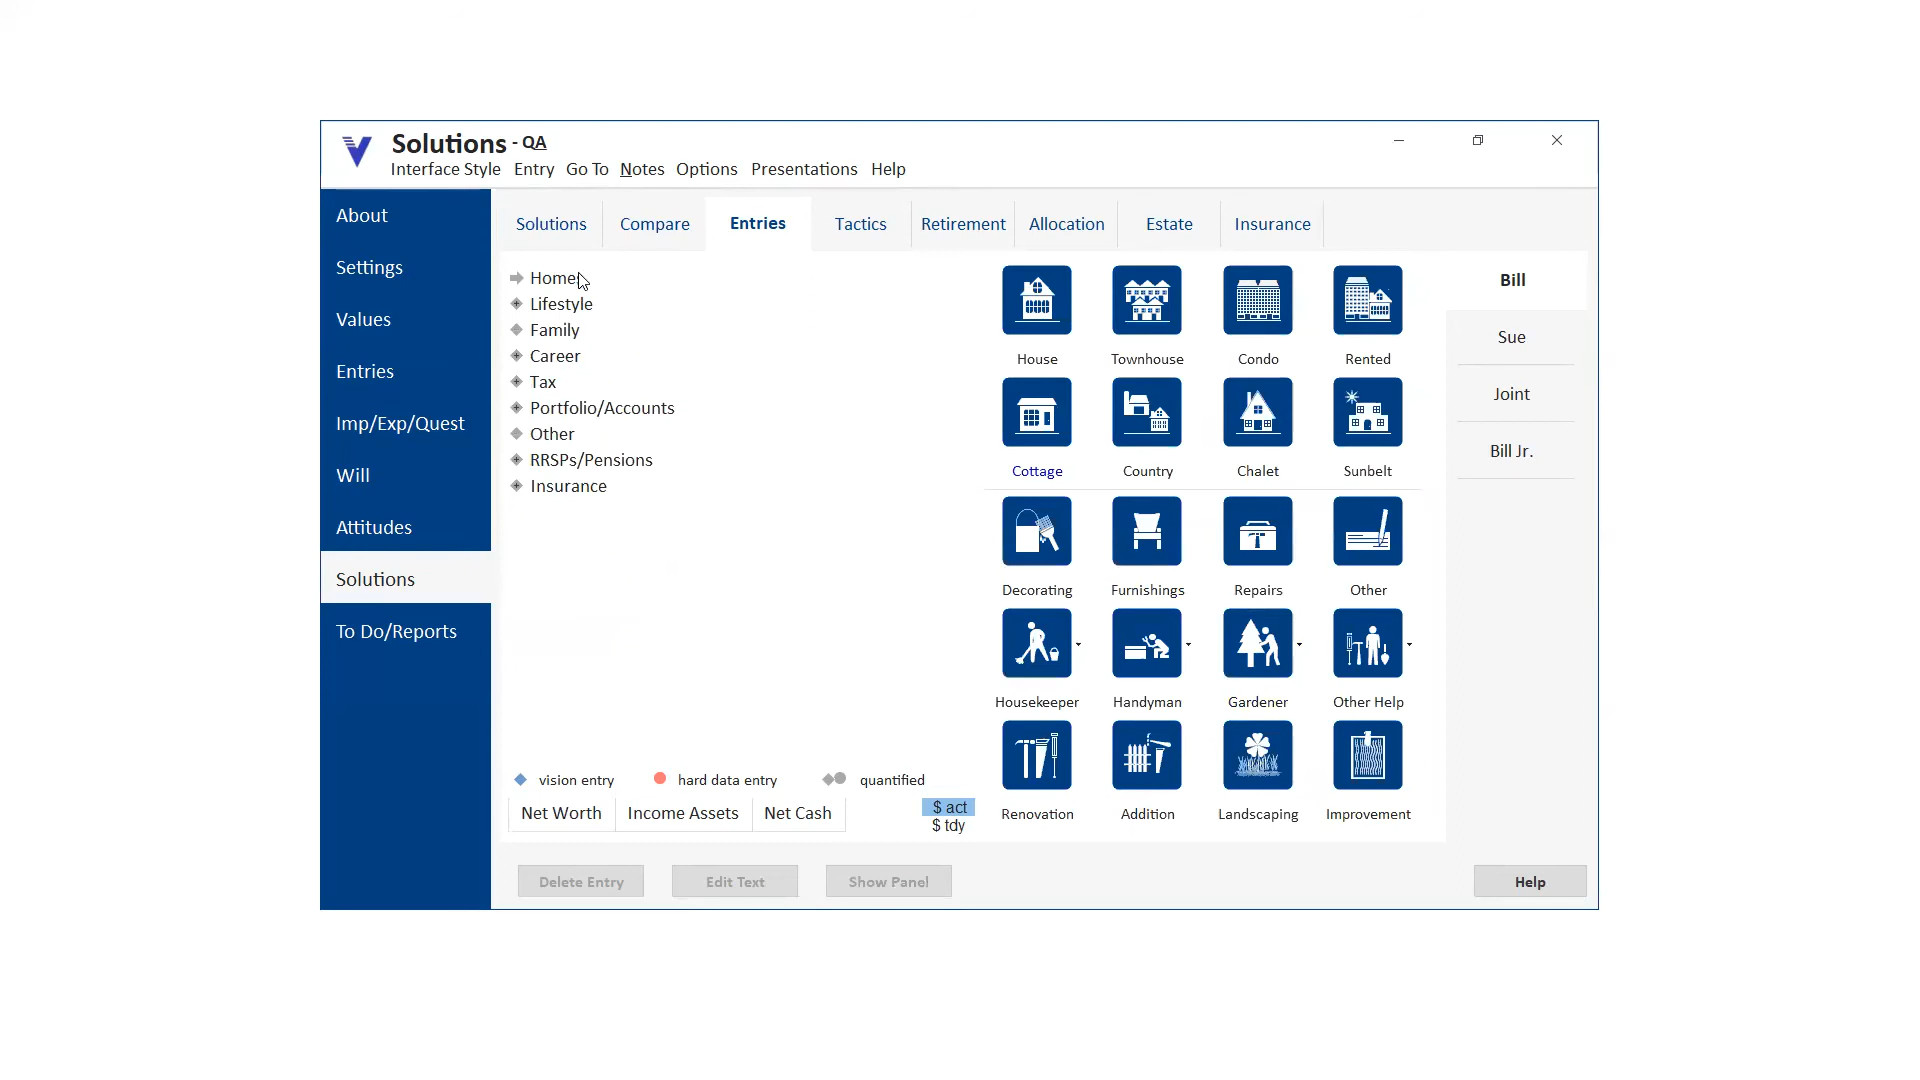 Solutions - QA
Interface Style Entry Go To Notes Options Presentations Help
About
Settings
Values
Entries
Imp/Exp/Quest
Will
Attitudes
Solutions
To Do/Reports
Solutions Compare Entries Tactics Retirement Allocation Estate Insurance
Home
Lifestyle
Family
Career
Tax
Portfolio/Accounts
Other
RRSPs/Pensions
Insurance
House Townhouse Condo Rented
Cottage Country Chalet Sunbelt
Decorating Furnishings Repairs Other
Housekeeper Handyman Gardener Other Help
Renovation Addition Landscaping Improvement
Bill
Sue
Joint
Bill Jr.
vision entry hard data entry quantified
Net Worth Income Assets Net Cash
$ act
$ tdy
Delete Entry Edit Text Show Panel Help